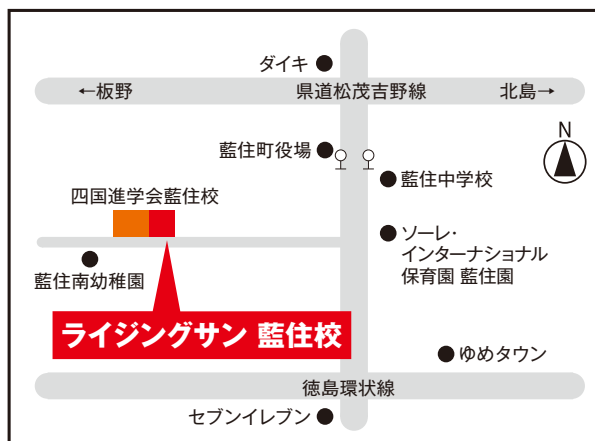 ダイキ
←板野
県道松茂吉野線
北島→
N
藍住町役場
藍住中学校
四国進学会藍住校
ソーレ・
インターナショナル
保育園 藍住園
藍住南幼稚園
ライジングサン 藍住校
ゆめタウン
徳島環状線
セブンイレブン